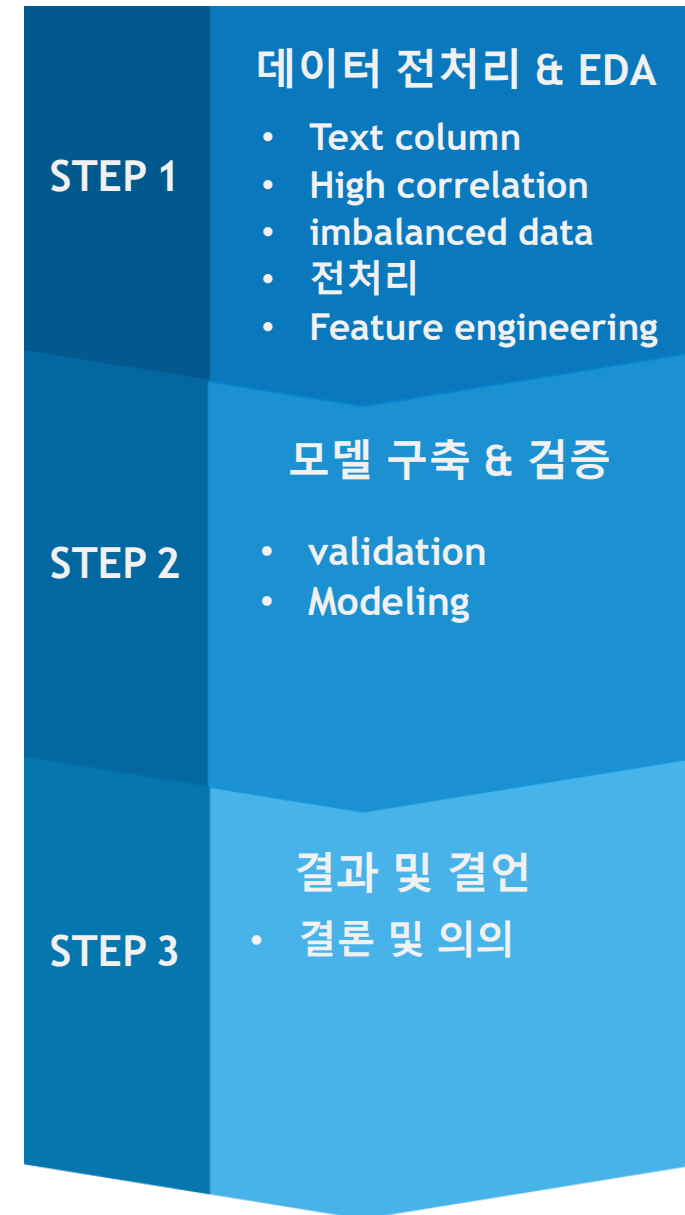 STEP 1
데이터 전처리 & EDA
• Text column
• High correlation
• imbalanced data
• 전처리
• Feature engineering
STEP 2
모델 구축 & 검증
• validation
• Modeling
STEP 3
결과 및 결언
• 결론 및 의의